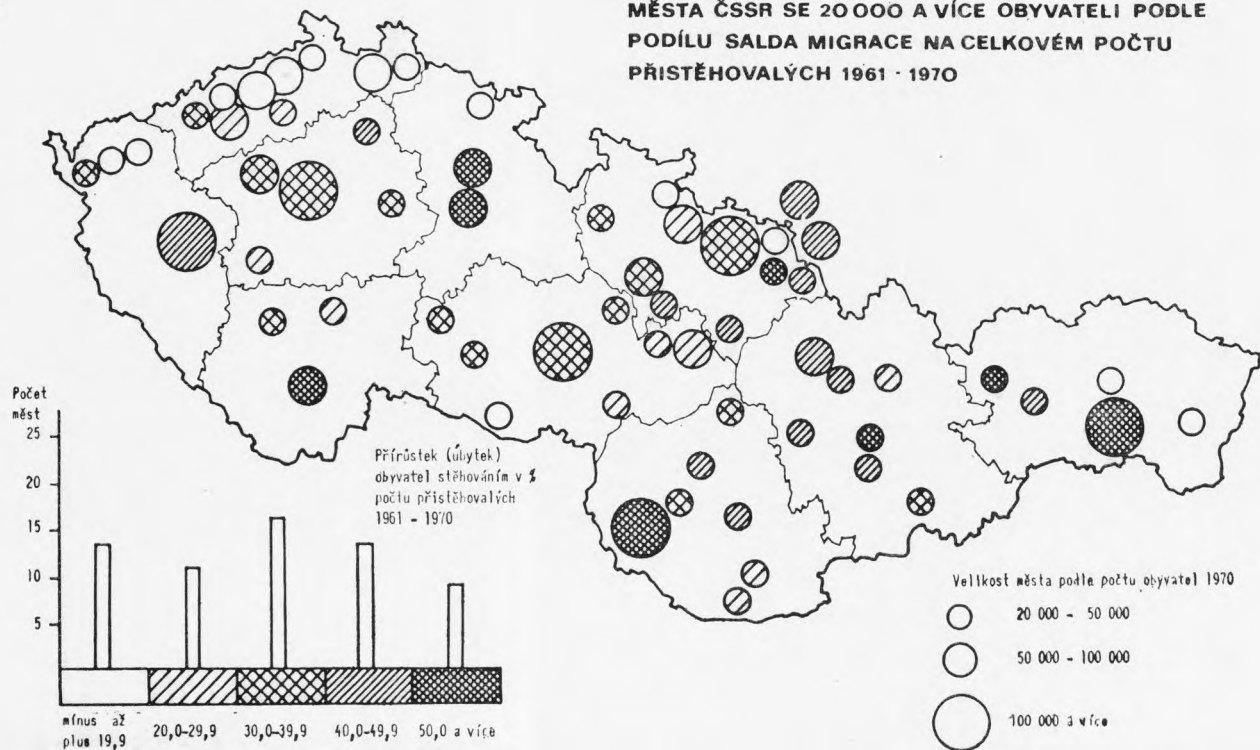 MĚSTA ČSSR SE 20 000 A VÍCE OBYVATELI PODLE
PODÍLU SALDA MIGRACE NA CELKOVÉM POČTU
PŘISTĚHOVALÝCH 1961 - 1970
Počet
měst
25
20
15
10
5
Přírůstek (úbytek)
obyvatel stěhováním v %
počtu přistěhovalých
1961 - 1970
mínus až
plus 19,9
20,0-29,9
30,0-39,9
40,0-49,9
50,0 a více
Velikost města podle počtu obyvatel 1970
20 000 - 50 000
50 000 - 100 000
100 000 a více